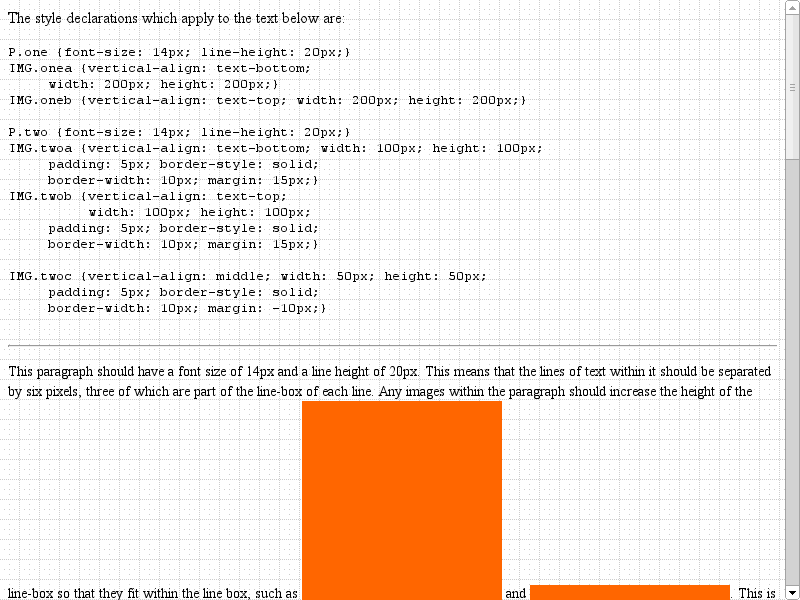 The style declarations which apply to the text below are:
P.one {font-size: 14px; line-height: 20px;}
IMG.onea {vertical-align: text-bottom;
width: 200px; height: 200px;}
IMG.oneb {vertical-align: text-top; width: 200px; height: 200px;}
P.two {font-size: 14px; line-height: 20px;}
IMG.twoa {vertical-align: text-bottom; width: 100px; height: 100px;
padding: 5px; border-style: solid;
border-width: 10px; margin: 15px;}
IMG.twob {vertical-align: text-top;
width: 100px; height: 100px;
padding: 5px; border-style: solid;
border-width: 10px; margin: 15px;}
IMG.twoc {vertical-align: middle; width: 50px; height: 50px;
padding: 5px; border-style: solid;
border-width: 10px; margin: -10px;}
This paragraph should have a font size of 14px and a line height of 20px. This means that the lines of text within it should be separated
by six pixels, three of which are part of the line-box of each line. Any images within the paragraph should increase the height of the
line-box so that they fit within the line box, such as and . This is